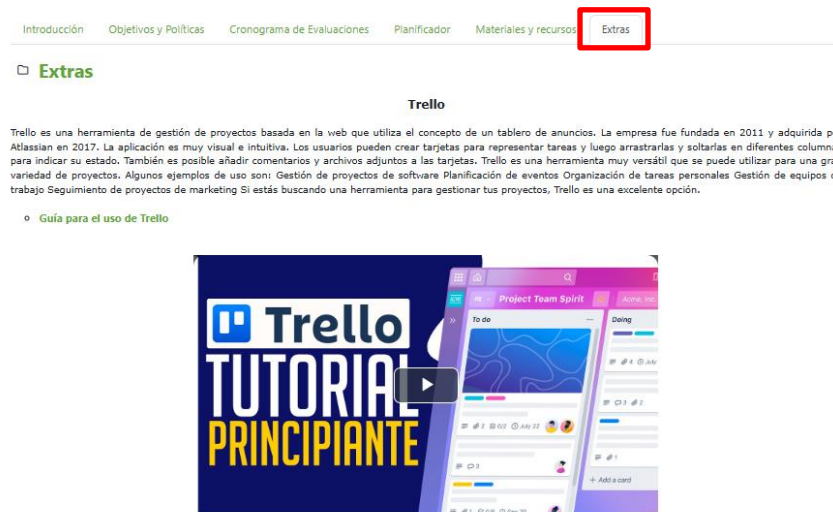 Introducción Objetivos y Políticas Cronograma de Evaluaciones Planificador Materiales y recursos Extras
Extras
Trello
Trello es una herramienta de gestión de proyectos basada en la web que utiliza el concepto de un tablero de anuncios. La empresa fue fundada en 2011 y adquirida
Atlassian en 2017. La aplicación es muy visual e intuitiva. Los usuarios pueden crear tarjetas para representar tareas y luego arrastrarlas y soltarlas en diferentes
para indicar su estado. También es posible añadir comentarios y archivos adjuntos a las tarjetas. Trello es una herramienta muy versátil que se puede utilizar para una
variedad de proyectos. Algunos ejemplos de uso son: Gestión de proyectos de software Planificación de eventos Organización de tareas personales Gestión de equipos
trabajo Seguimiento de proyectos de marketing Si estás buscando una herramienta para gestionar tus proyectos, Trello es una excelente opción.
Guía para el uso de Trello
Trello
TUTORIAL
PRINCIPIANTE
Project Team Spirit Acme, Inc.
To do Doing
July 22
+ Add a card